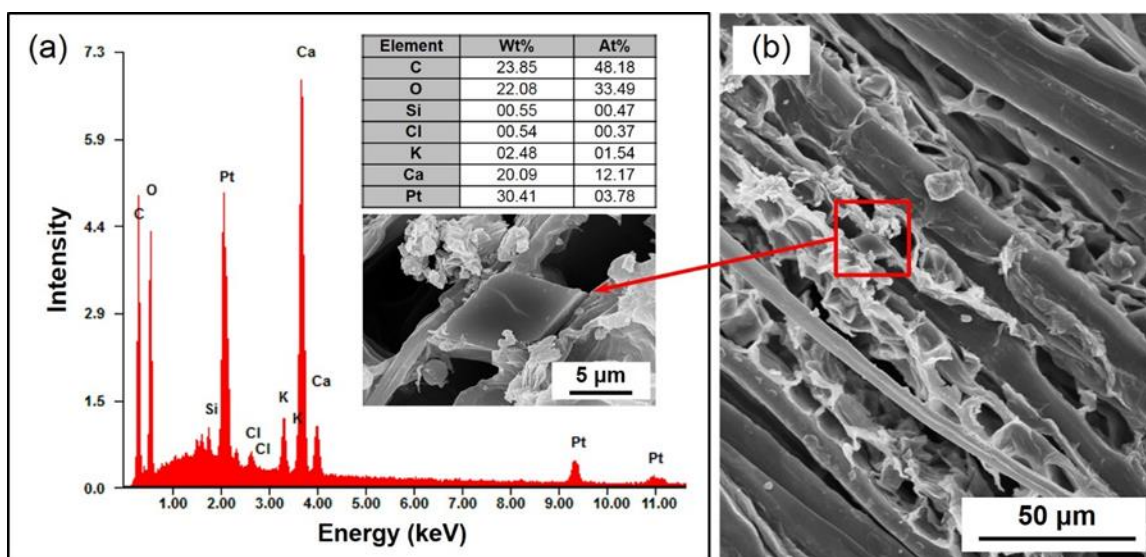 (a)
Element Wt% At%
C 23.85 48.18
O 22.08 33.49
Si 00.55 00.47
Cl 00.54 00.37
K 02.48 01.54
Ca 20.09 12.17
Pt 30.41 03.78
7.3
5.9
4.4
2.9
1.5
0.0
Intensity
C
O
Si
Pt
Cl
Cl
K
K
Ca
Ca
Pt
Pt
1.00 2.00 3.00 4.00 5.00 6.00 7.00 8.00 9.00 10.00 11.00
Energy (keV)
5 µm
(b)
50 µm